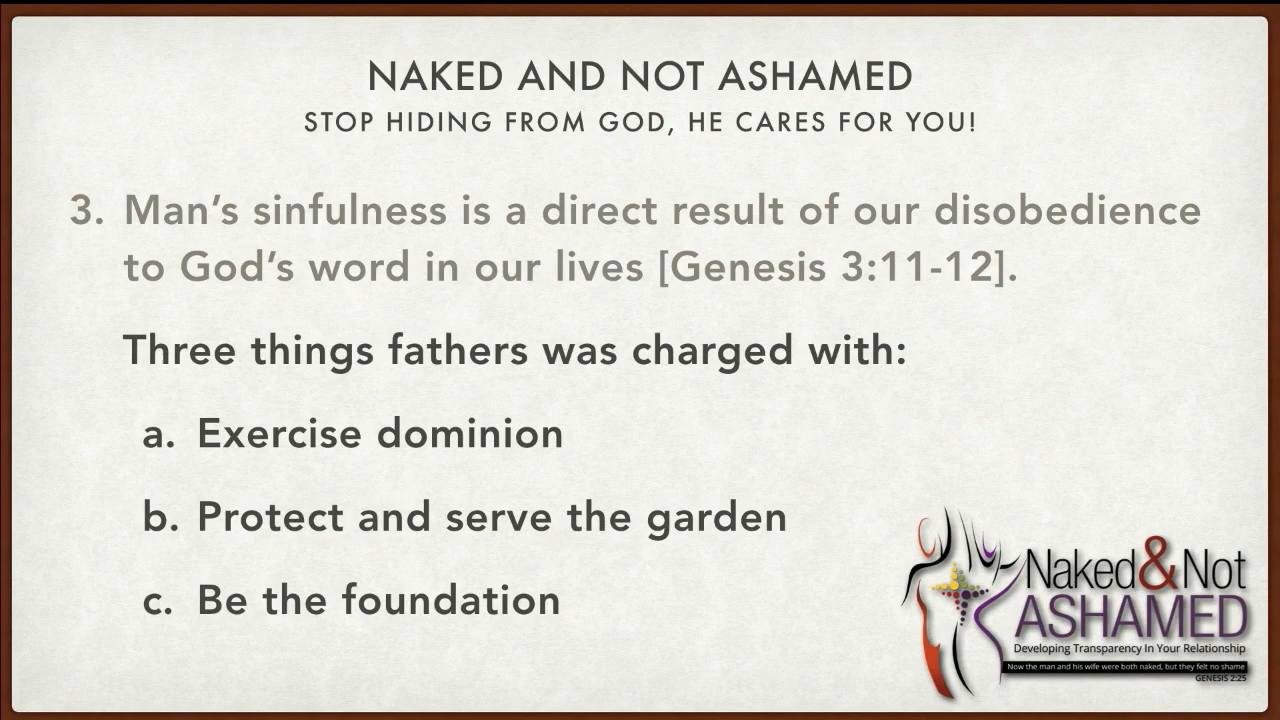 NAKED AND NOT ASHAMED
STOP HIDING FROM GOD, HE CARES FOR YOU!
3. Man's sinfulness is a direct result of our disobedience
to God's word in our lives [Genesis 3:11-12].
Three things fathers was charged with:
a. Exercise dominion
b. Protect and serve the garden
c. Be the foundation
Naked & Not
ASHAMED
Developing Transparency In Your Relationship
Now the man and his wife were both naked, but they felt no shame
GENESIS 2:25